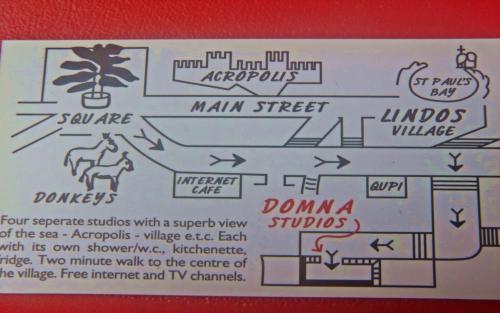 ACROPOLIS
ST PAUL'S
BAY
MAIN STREET
SQUARE
LINDOS
VILLAGE
DONKEYS
INTERNET
CAFE
QUPI
DOMNA
STUDIOS
Four seperate studios with a superb view
of the sea - Acropolis - village e.t.c. Each
with its own shower/w.c., kitchenette,
ridge. Two minute walk to the centre of
he village. Free internet and TV channels.